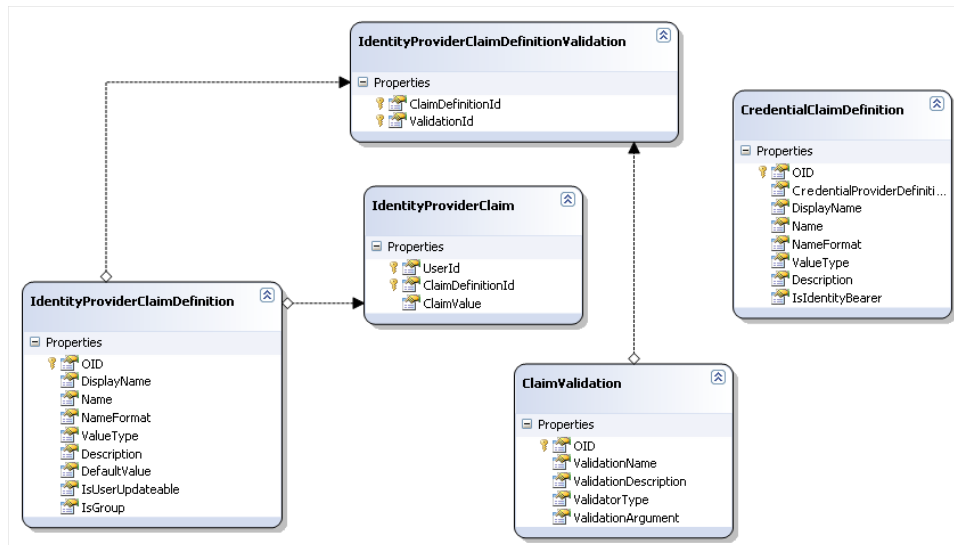 IdentityProviderClaimDefinitionValidation
Properties
ClaimDefinitionId
ValidationId
CredentialClaimDefinition
Properties
OID
CredentialProviderDefiniti...
DisplayName
Name
NameFormat
ValueType
Description
IsIdentityBearer
IdentityProviderClaim
Properties
UserId
ClaimDefinitionId
ClaimValue
IdentityProviderClaimDefinition
Properties
OID
DisplayName
Name
NameFormat
ValueType
Description
DefaultValue
IsUserUpdateable
IsGroup
ClaimValidation
Properties
OID
ValidationName
ValidationDescription
ValidatorType
ValidationArgument